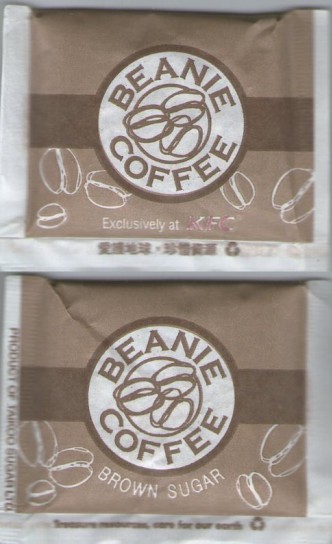 BEANIE
COFFEE
Exclusively at KFC
愛護地球，珍惜資源
BEANIE
COFFEE
BROWN SUGAR
PRODUCT OF TAIKOO SUGAR LTD
Treasure resources, care for our earth